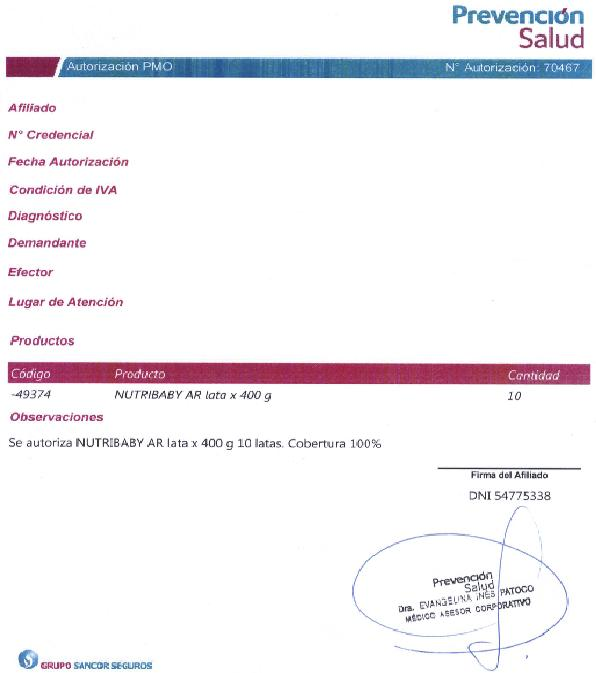 Prevención
Salud
Autorización PMO N° Autorización: 70467
Afiliado
N° Credencial
Fecha Autorización
Condición de IVA
Diagnóstico
Demandante
Efector
Lugar de Atención
Productos
Código Producto Cantidad
-49374 NUTRIBABY AR lata x 400 g 10
Observaciones
Se autoriza NUTRIBABY AR lata x 400 g 10 latas. Cobertura 100%
Firma del Afiliado
DNI 54775338
Prevención
Salud
Dra. EVANGELINA INES PATOCO
MÉDICO ASESOR CORPORATIVO
GRUPO SANCOR SEGUROS